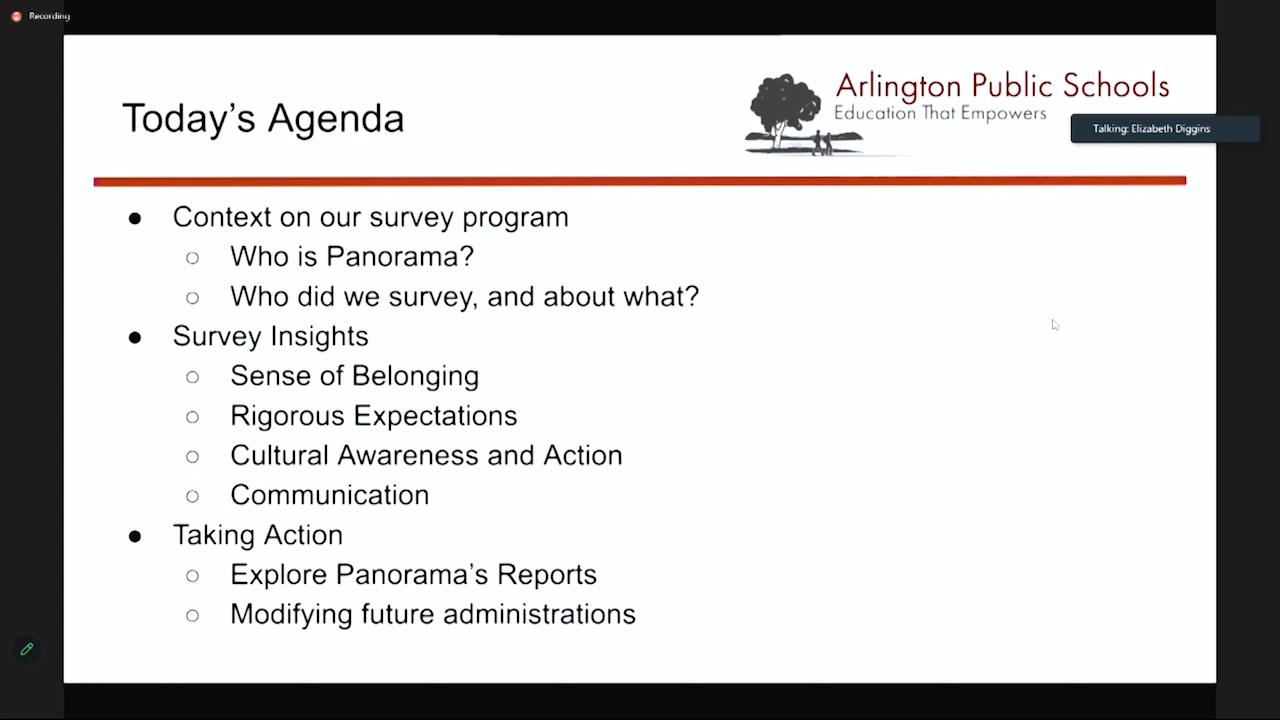 Recording
Today's Agenda
Arlington Public Schools
Education That Empowers
Talking: Elizabeth Diggins
● Context on our survey program
○ Who is Panorama?
○ Who did we survey, and about what?
● Survey Insights
○ Sense of Belonging
○ Rigorous Expectations
○ Cultural Awareness and Action
○ Communication
● Taking Action
○ Explore Panorama's Reports
○ Modifying future administrations